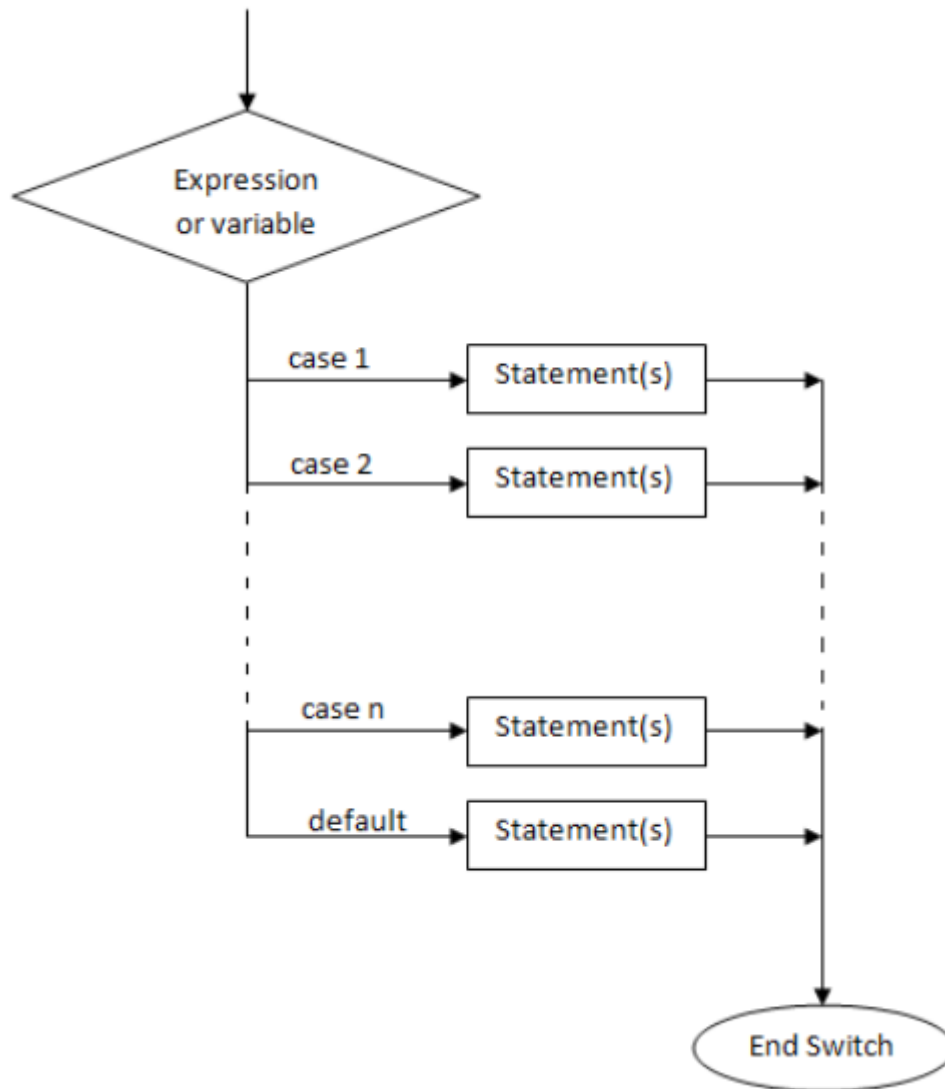 Expression
or variable
case 1
Statement(s)
case 2
Statement(s)
case n
Statement(s)
default
Statement(s)
End Switch